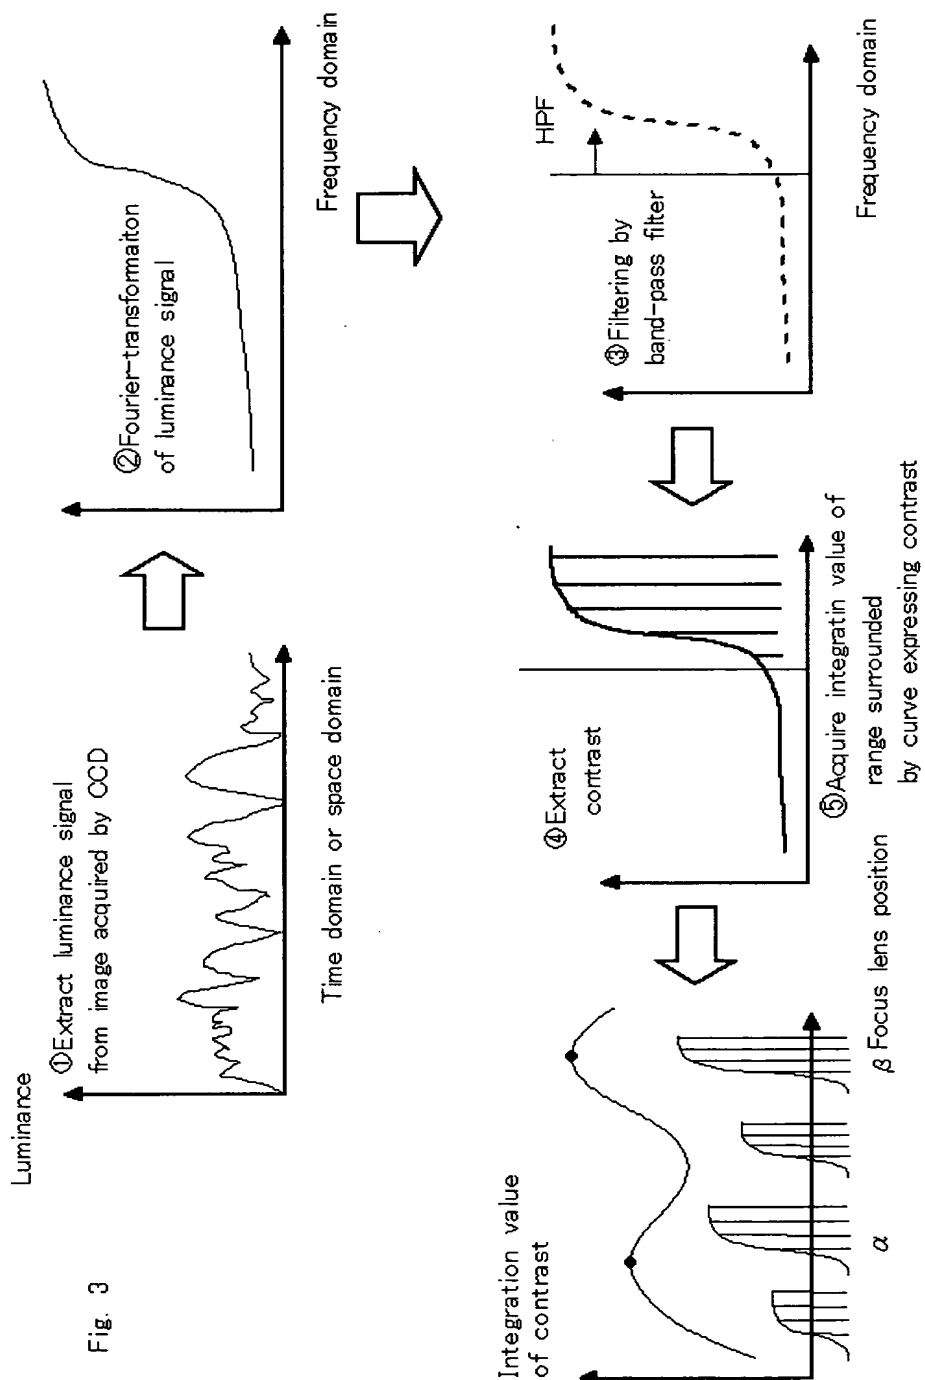 Fig. 3
Luminance
①Extract luminance signal
from image acquired by CCD
Time domain or space domain
②Fourier-transformaiton
of luminance signal
Frequency domain
HPF
③Filtering by
band-pass filter
Frequency domain
④Extract
contrast
⑤Acquire integratin value of
range surrounded
by curve expressing contrast
Integration value
of contrast
α
β Focus lens position